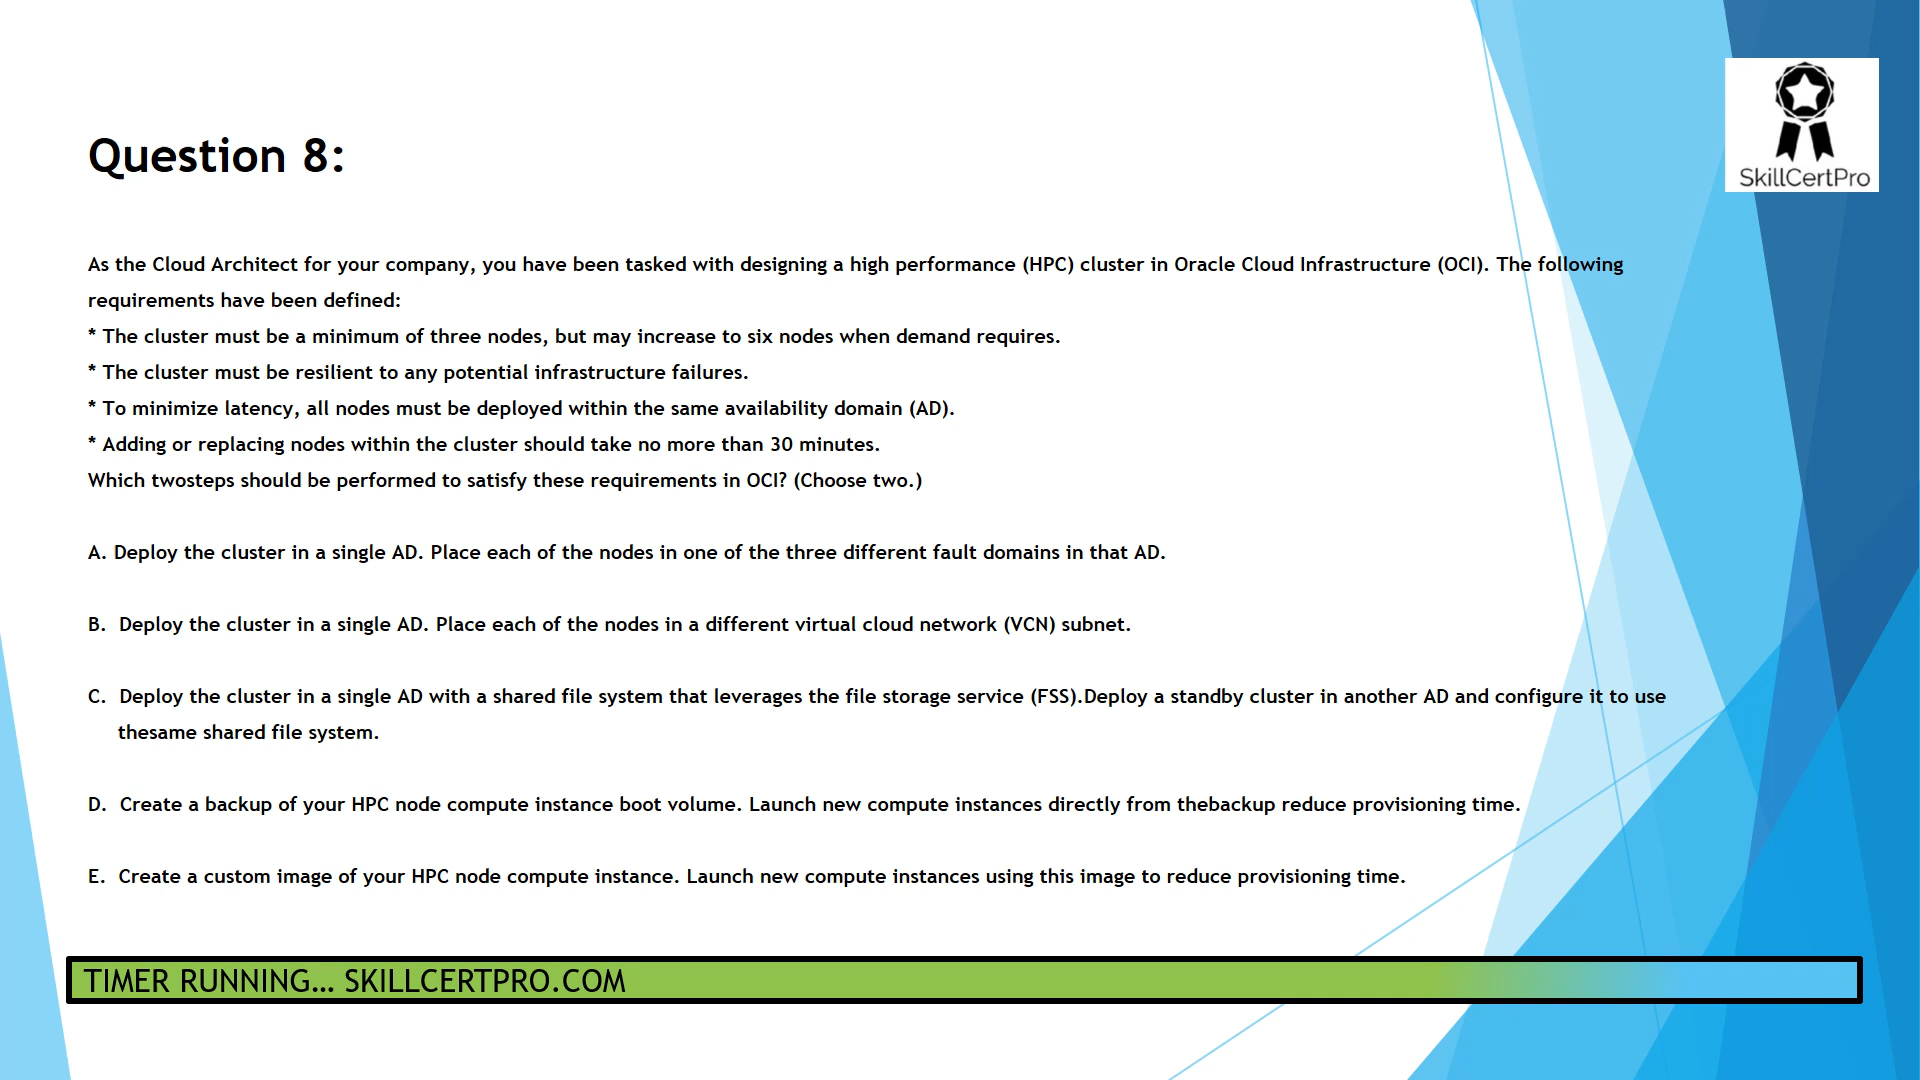 SkillCertPro
Question 8:
As the Cloud Architect for your company, you have been tasked with designing a high performance (HPC) cluster in Oracle Cloud Infrastructure (OCI). The following
requirements have been defined:
* The cluster must be a minimum of three nodes, but may increase to six nodes when demand requires.
* The cluster must be resilient to any potential infrastructure failures.
* To minimize latency, all nodes must be deployed within the same availability domain (AD).
* Adding or replacing nodes within the cluster should take no more than 30 minutes.
Which twosteps should be performed to satisfy these requirements in OCI? (Choose two.)
A. Deploy the cluster in a single AD. Place each of the nodes in one of the three different fault domains in that AD.
B. Deploy the cluster in a single AD. Place each of the nodes in a different virtual cloud network (VCN) subnet.
C. Deploy the cluster in a single AD with a shared file system that leverages the file storage service (FSS).Deploy a standby cluster in another AD and configure it to use
thesame shared file system.
D. Create a backup of your HPC node compute instance boot volume. Launch new compute instances directly from thebackup reduce provisioning time.
E. Create a custom image of your HPC node compute instance. Launch new compute instances using this image to reduce provisioning time.
TIMER RUNNING... SKILLCERTPRO.COM